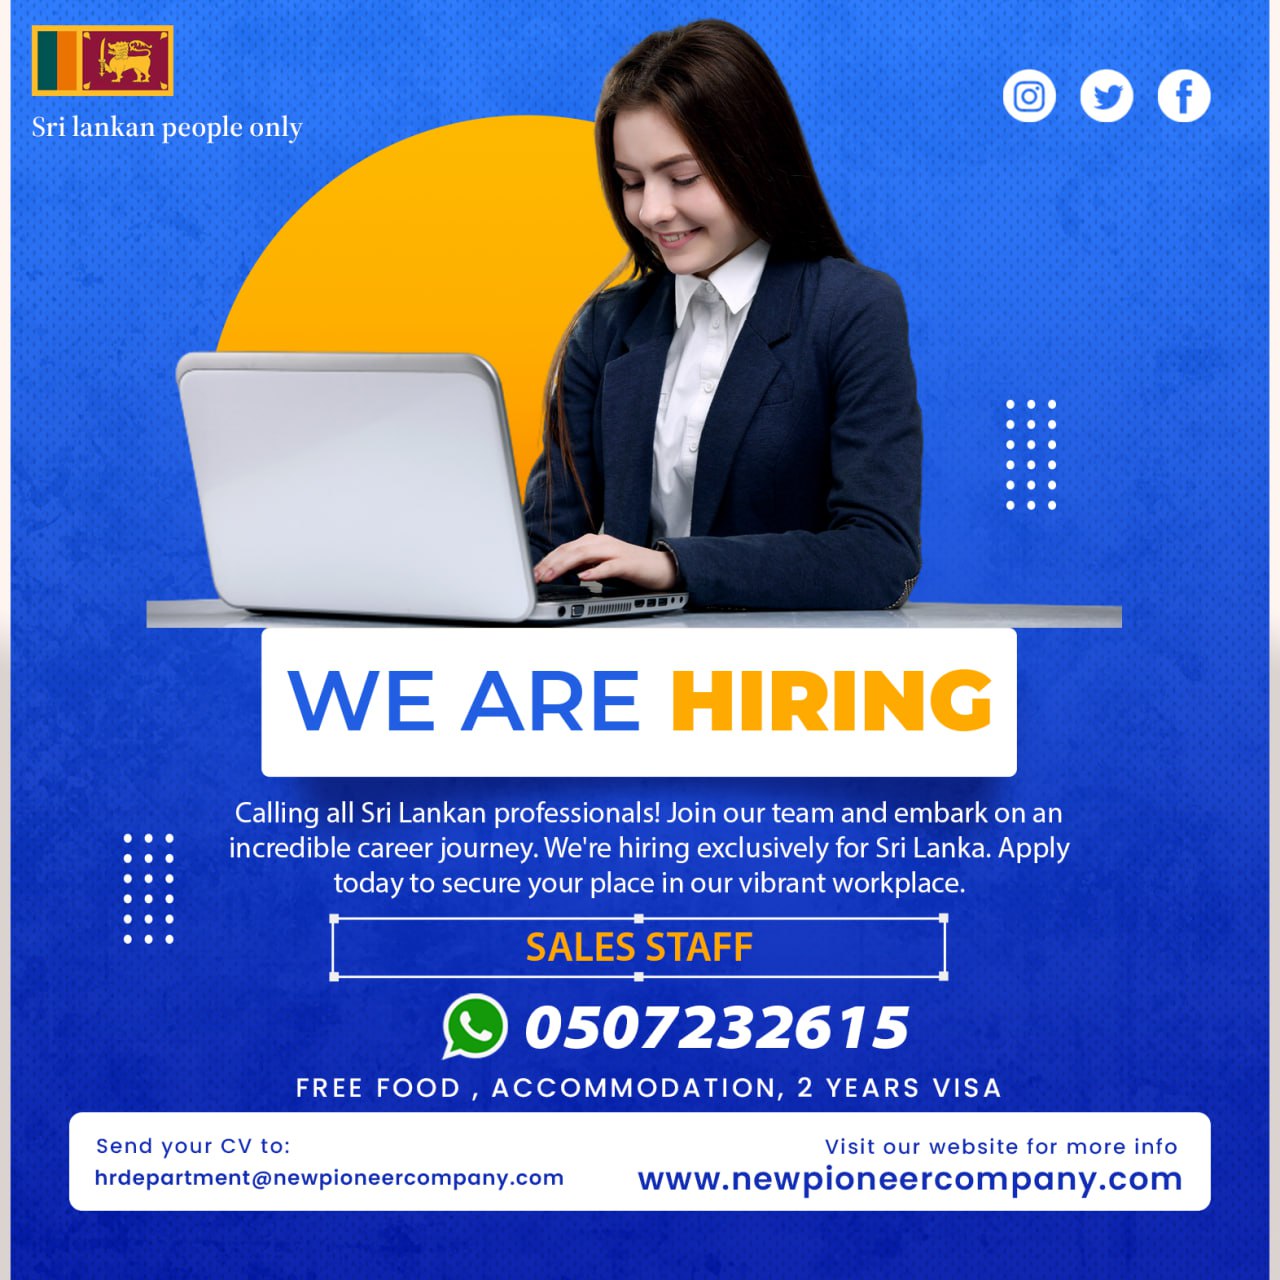 Sri lankan people only
WE ARE HIRING
Calling all Sri Lankan professionals! Join our team and embark on an
incredible career journey. We're hiring exclusively for Sri Lanka. Apply
today to secure your place in our vibrant workplace.
SALES STAFF
0507232615
FREE FOOD , ACCOMMODATION, 2 YEARS VISA
Send your CV to:
hrdepartment@newpioneercompany.com
Visit our website for more info
www.newpioneercompany.com